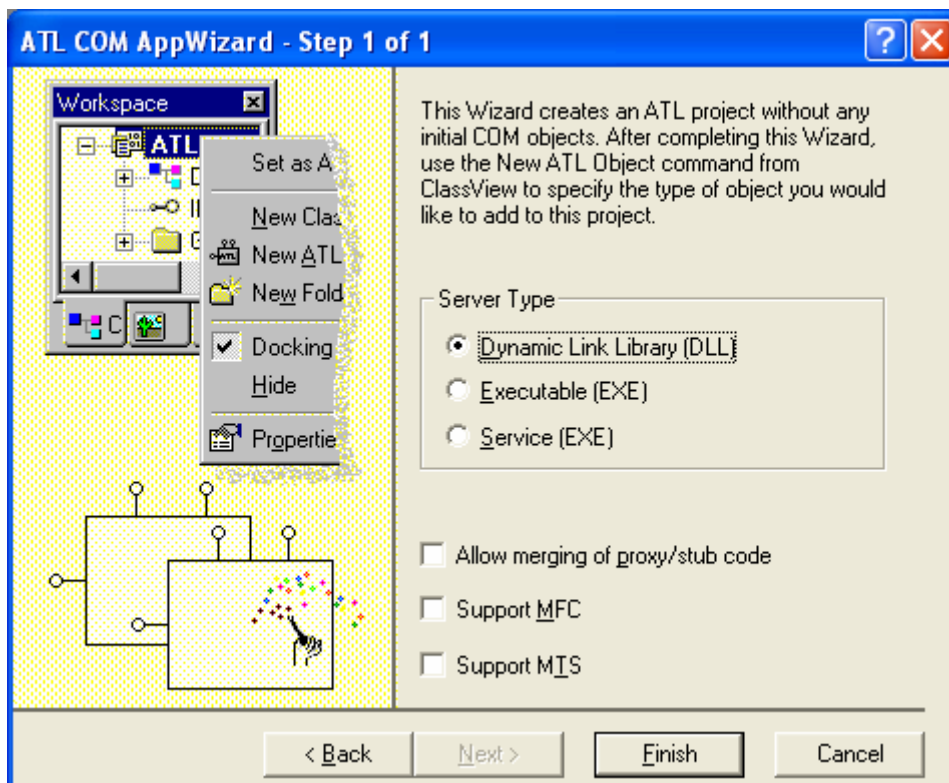 ATL COM AppWizard - Step 1 of 1
Workspace
ATL
Set as A
New Clas
New ATL
New Fold
C
Docking
Hide
Propertie
This Wizard creates an ATL project without any
initial COM objects. After completing this Wizard,
use the New ATL Object command from
ClassView to specify the type of object you would
like to add to this project.
Server Type
Dynamic Link Library (DLL)
Executable (EXE)
Service (EXE)
Allow merging of proxy/stub code
Support MFC
Support MTS
< Back
Next >
Finish
Cancel